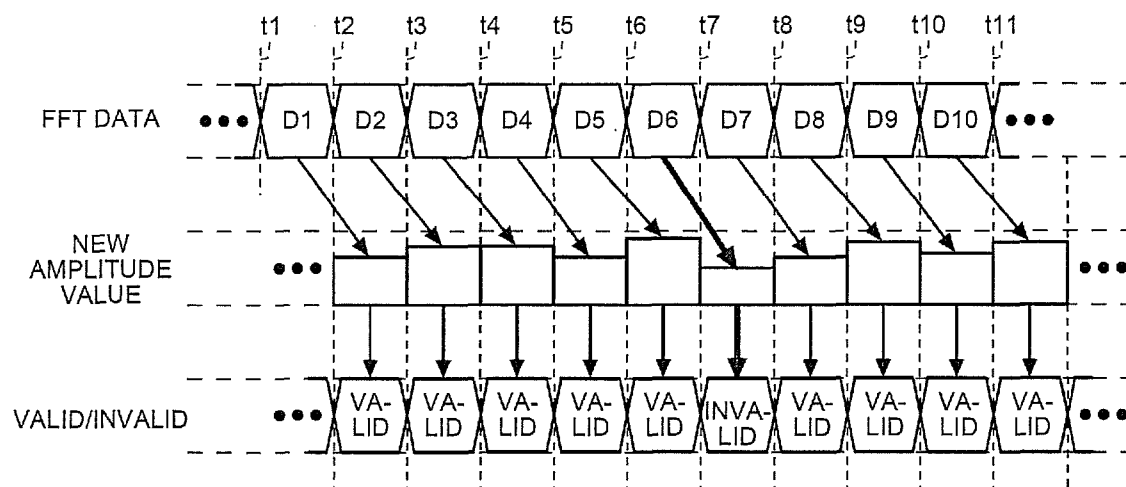 t1 t2 t3 t4 t5 t6 t7 t8 t9 t10 t11
FFT DATA ●●● D1 D2 D3 D4 D5 D6 D7 D8 D9 D10 ●●●
NEW
AMPLITUDE
VALUE
●●● ●●●
VALID/INVALID
●●● VA- VA- VA- VA- VA- INVA- VA- VA- VA- VA- ●●●
LID LID LID LID LID LID LID LID LID LID